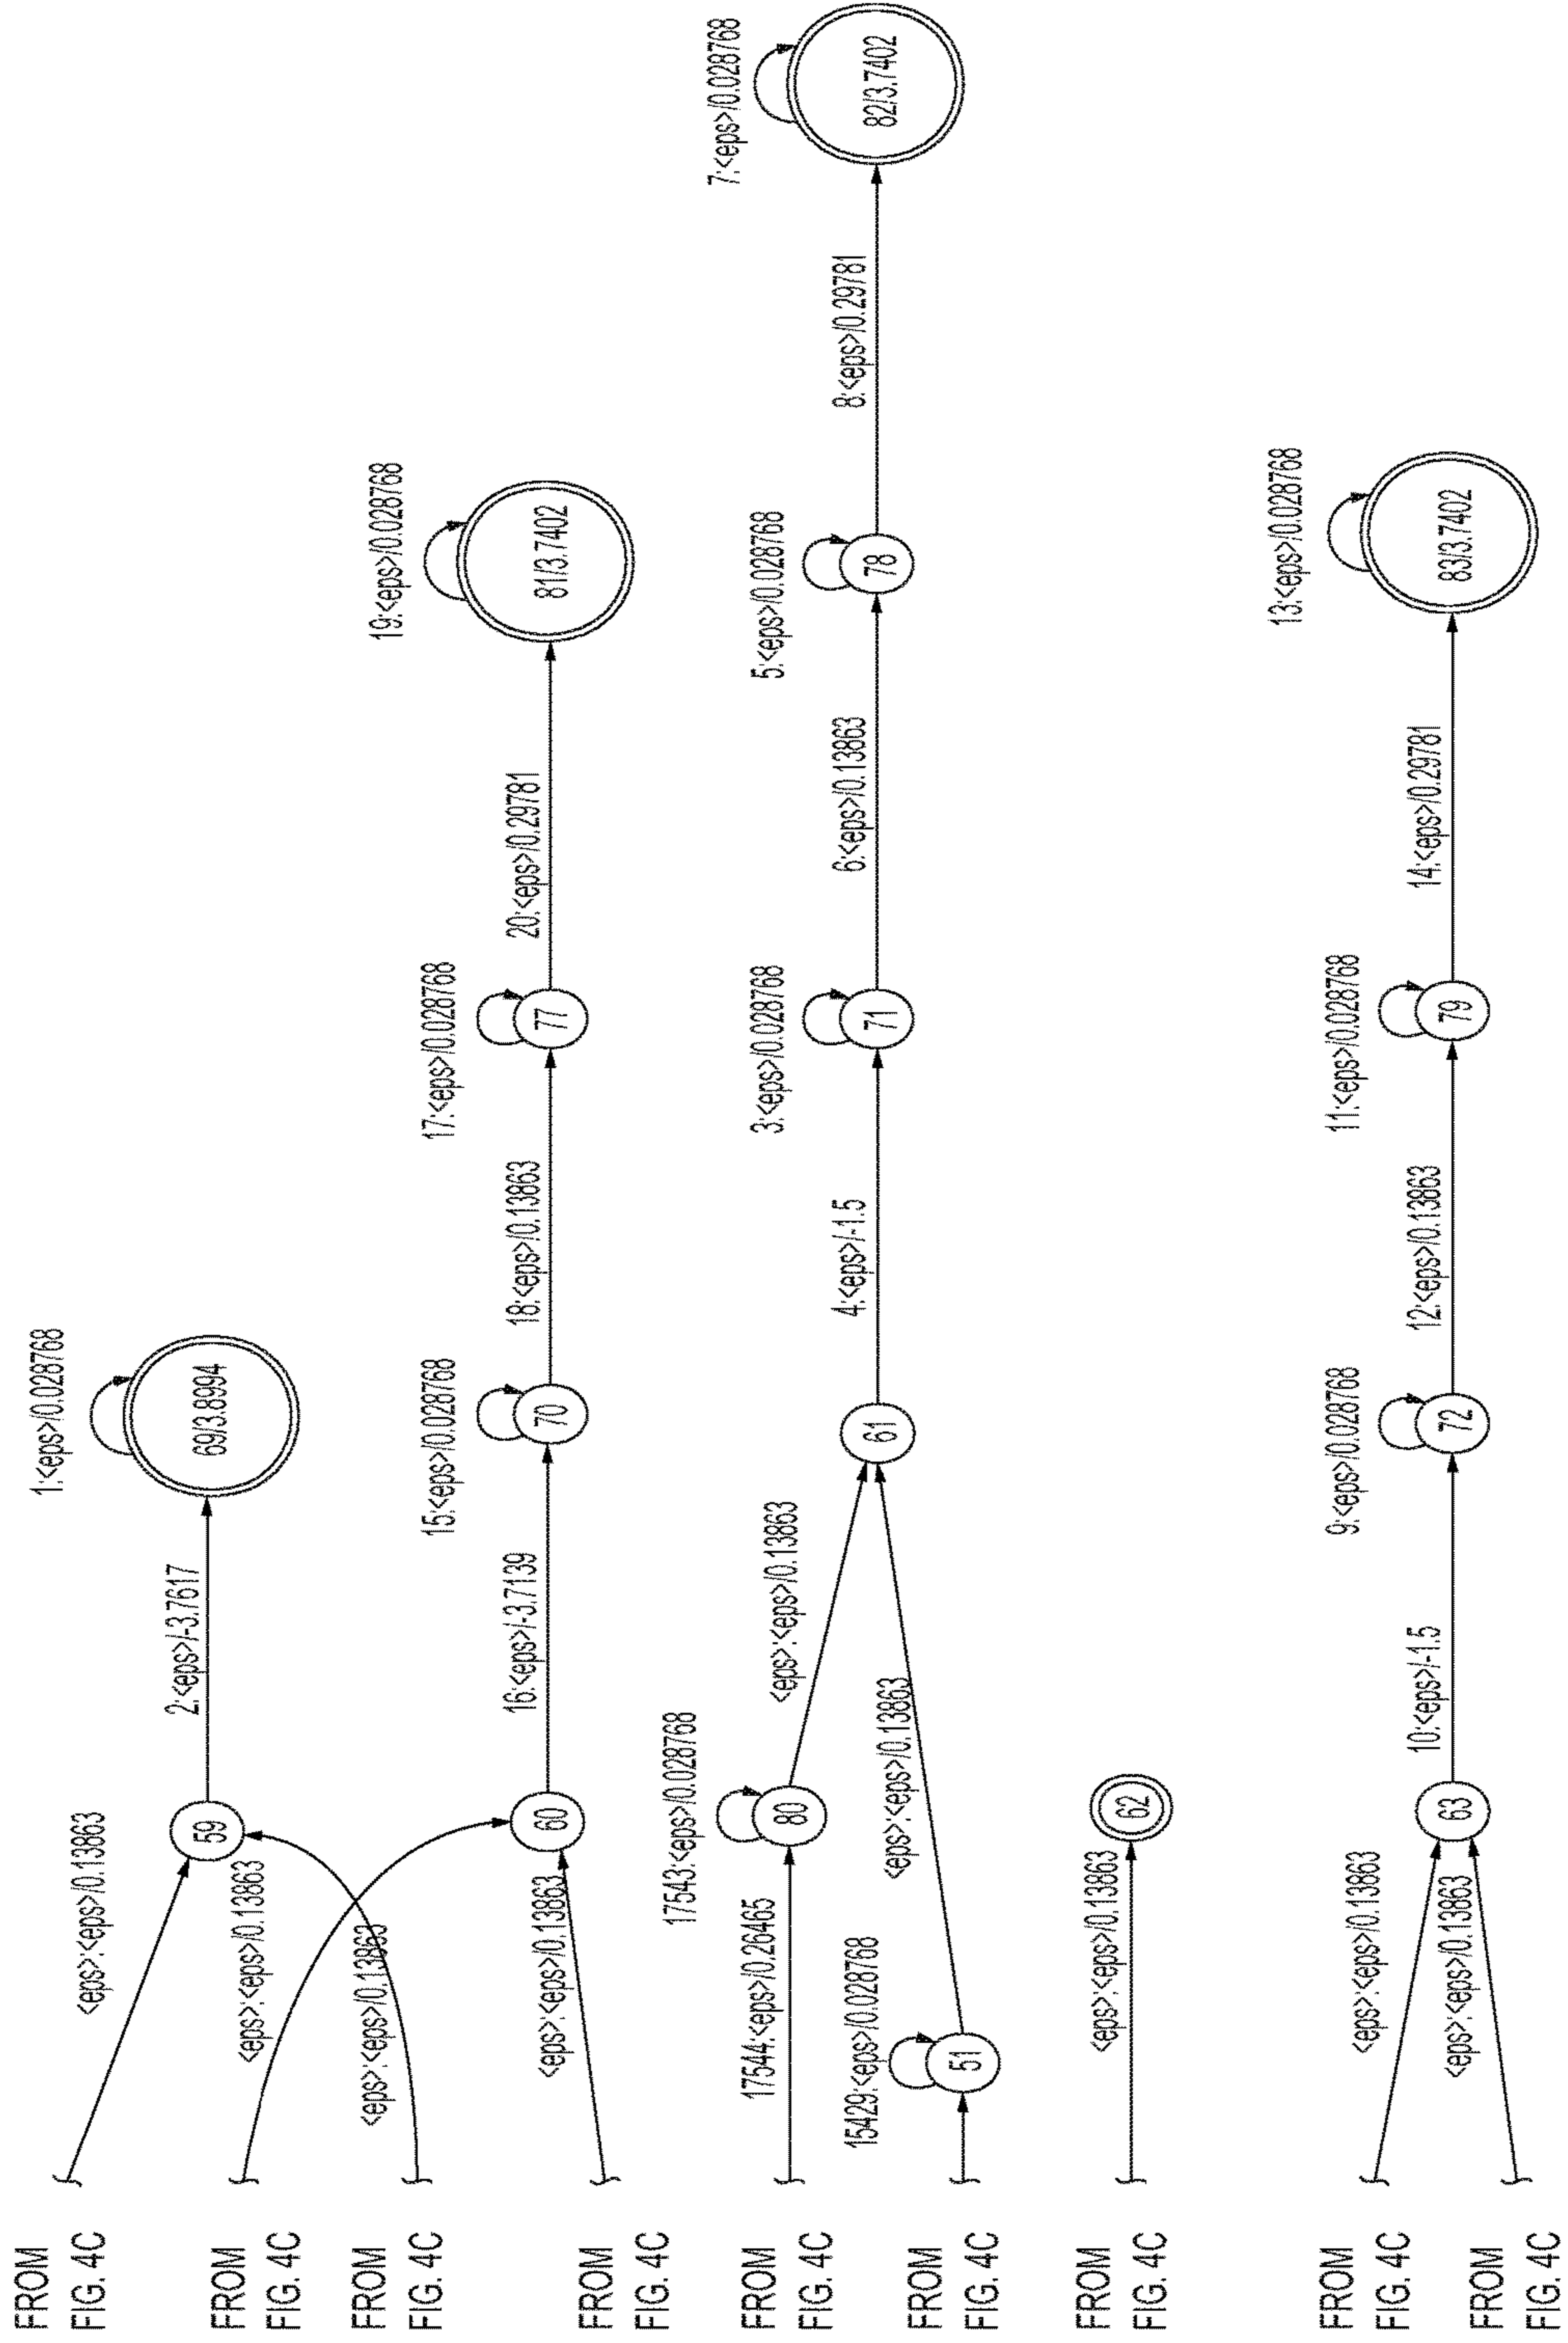 FROM
FIG. 4C
<eps>:<eps>/0.13863
59
2:<eps>/-3.7617
1:<eps>/0.028768
69/3.8994
FROM
FIG. 4C
<eps>:<eps>/0.13863
FROM
FIG. 4C
<eps>:<eps>/0.13863
FROM
FIG. 4C
<eps>:<eps>/0.13863
60
16:<eps>/-3.7139
15:<eps>/0.028768
70
18:<eps>/0.13863
17:<eps>/0.028768
77
20:<eps>/0.29781
19:<eps>/0.028768
81/3.7402
FROM
FIG. 4C
17544:<eps>/0.26465
17543:<eps>/0.028768
80
<eps>:<eps>/0.13863
FROM
FIG. 4C
15429:<eps>/0.028768
51
<eps>:<eps>/0.13863
61
4:<eps>/-1.5
3:<eps>/0.028768
71
6:<eps>/0.13863
5:<eps>/0.028768
78
8:<eps>/0.29781
7:<eps>/0.028768
82/3.7402
FROM
FIG. 4C
<eps>:<eps>/0.13863
62
FROM
FIG. 4C
<eps>:<eps>/0.13863
FROM
FIG. 4C
<eps>:<eps>/0.13863
63
10:<eps>/-1.5
9:<eps>/0.028768
72
12:<eps>/0.13863
11:<eps>/0.028768
79
14:<eps>/0.29781
13:<eps>/0.028768
83/3.7402